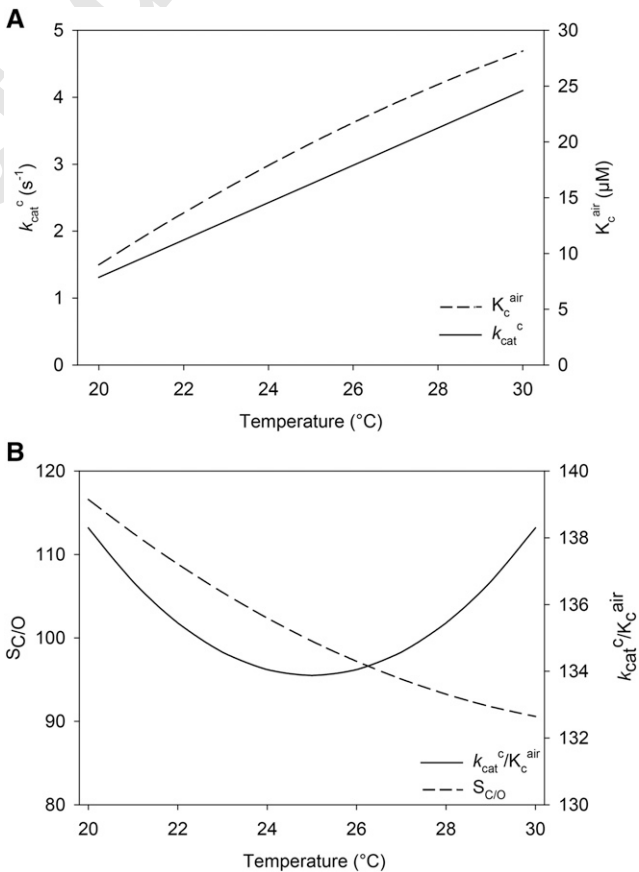 A
5
4
3
2
1
0
k_cat^c (s^-1)
30
25
20
15
10
5
0
K_c^air (μM)
K_c^air
k_cat^c
20 22 24 26 28 30
Temperature (°C)
B
120
110
100
90
80
S_C/O
140
138
136
134
132
130
k_cat^c/K_c^air
k_cat^c/K_c^air
S_C/O
20 22 24 26 28 30
Temperature (°C)